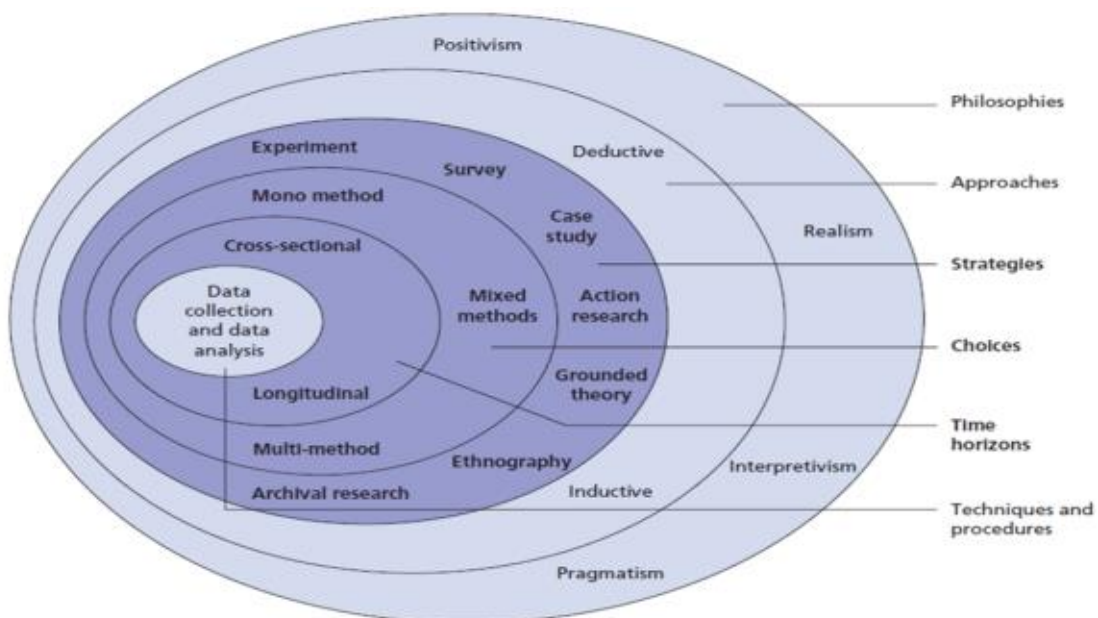 Positivism
Philosophies
Experiment
Survey
Deductive
Approaches
Mono method
Case
study
Realism
Cross-sectional
Strategies
Data
collection
and data
analysis
Mixed
methods
Action
research
Choices
Longitudinal
Grounded
theory
Time
horizons
Multi-method
Ethnography
Interpretivism
Archival research
Inductive
Techniques and
procedures
Pragmatism